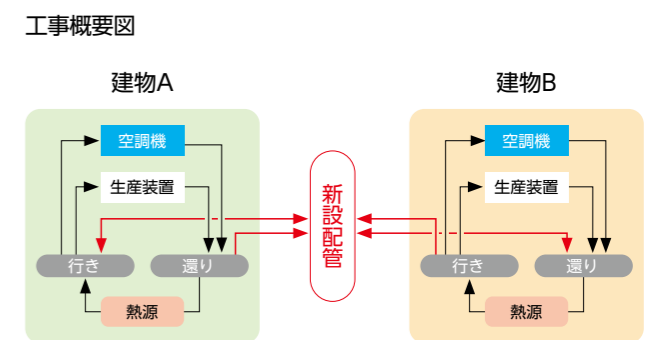 工事概要図
建物A
建物B
空調機
生産装置
行き
還り
熱源
新設配管
空調機
生産装置
行き
還り
熱源